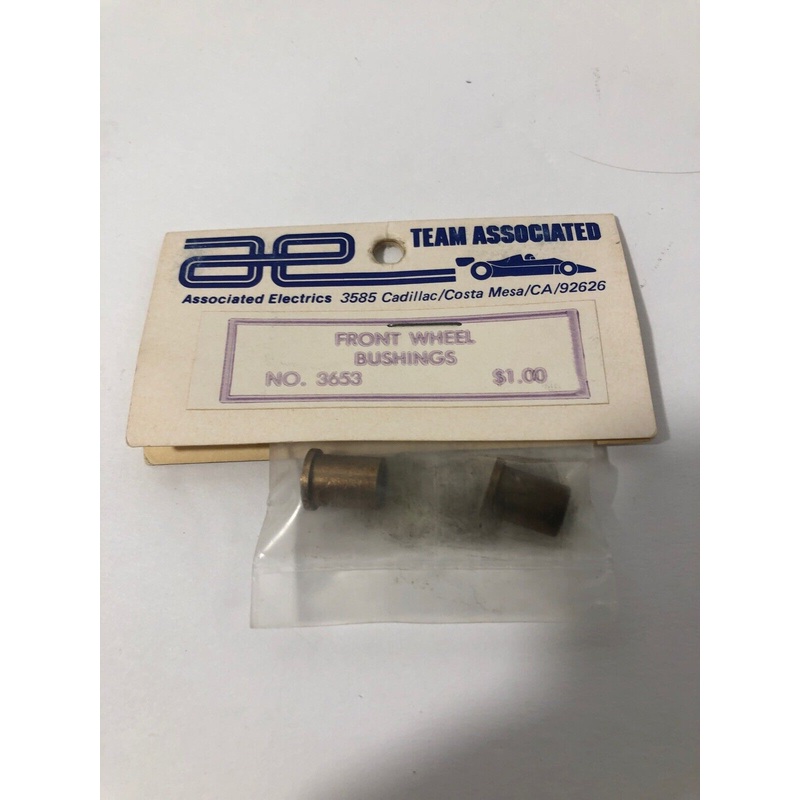 ae
TEAM ASSOCIATED
Associated Electrics 3585 Cadillac/Costa Mesa/CA/92626
FRONT WHEEL
BUSHINGS
NO. 3653 $1.00